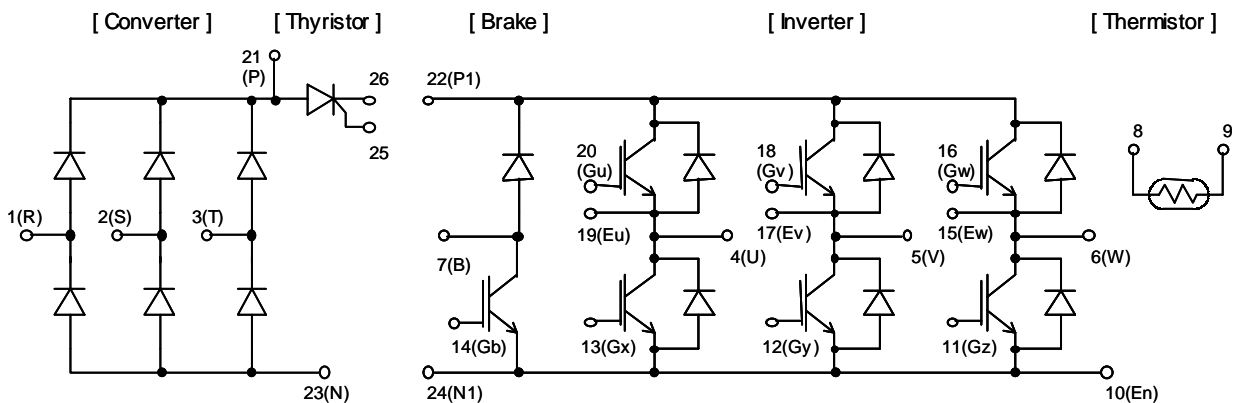 [ Converter ] [ Thyristor ] [ Brake ] [ Inverter ] [ Thermistor ]
21
(P)
26
22(P1)
25
20
(Gu)
18
(Gv)
16
(Gw)
8
9
1(R)
2(S)
3(T)
19(Eu)
17(Ev)
15(Ew)
7(B)
4(U)
5(V)
6(W)
14(Gb)
13(Gx)
12(Gy)
11(Gz)
23(N)
24(N1)
10(En)